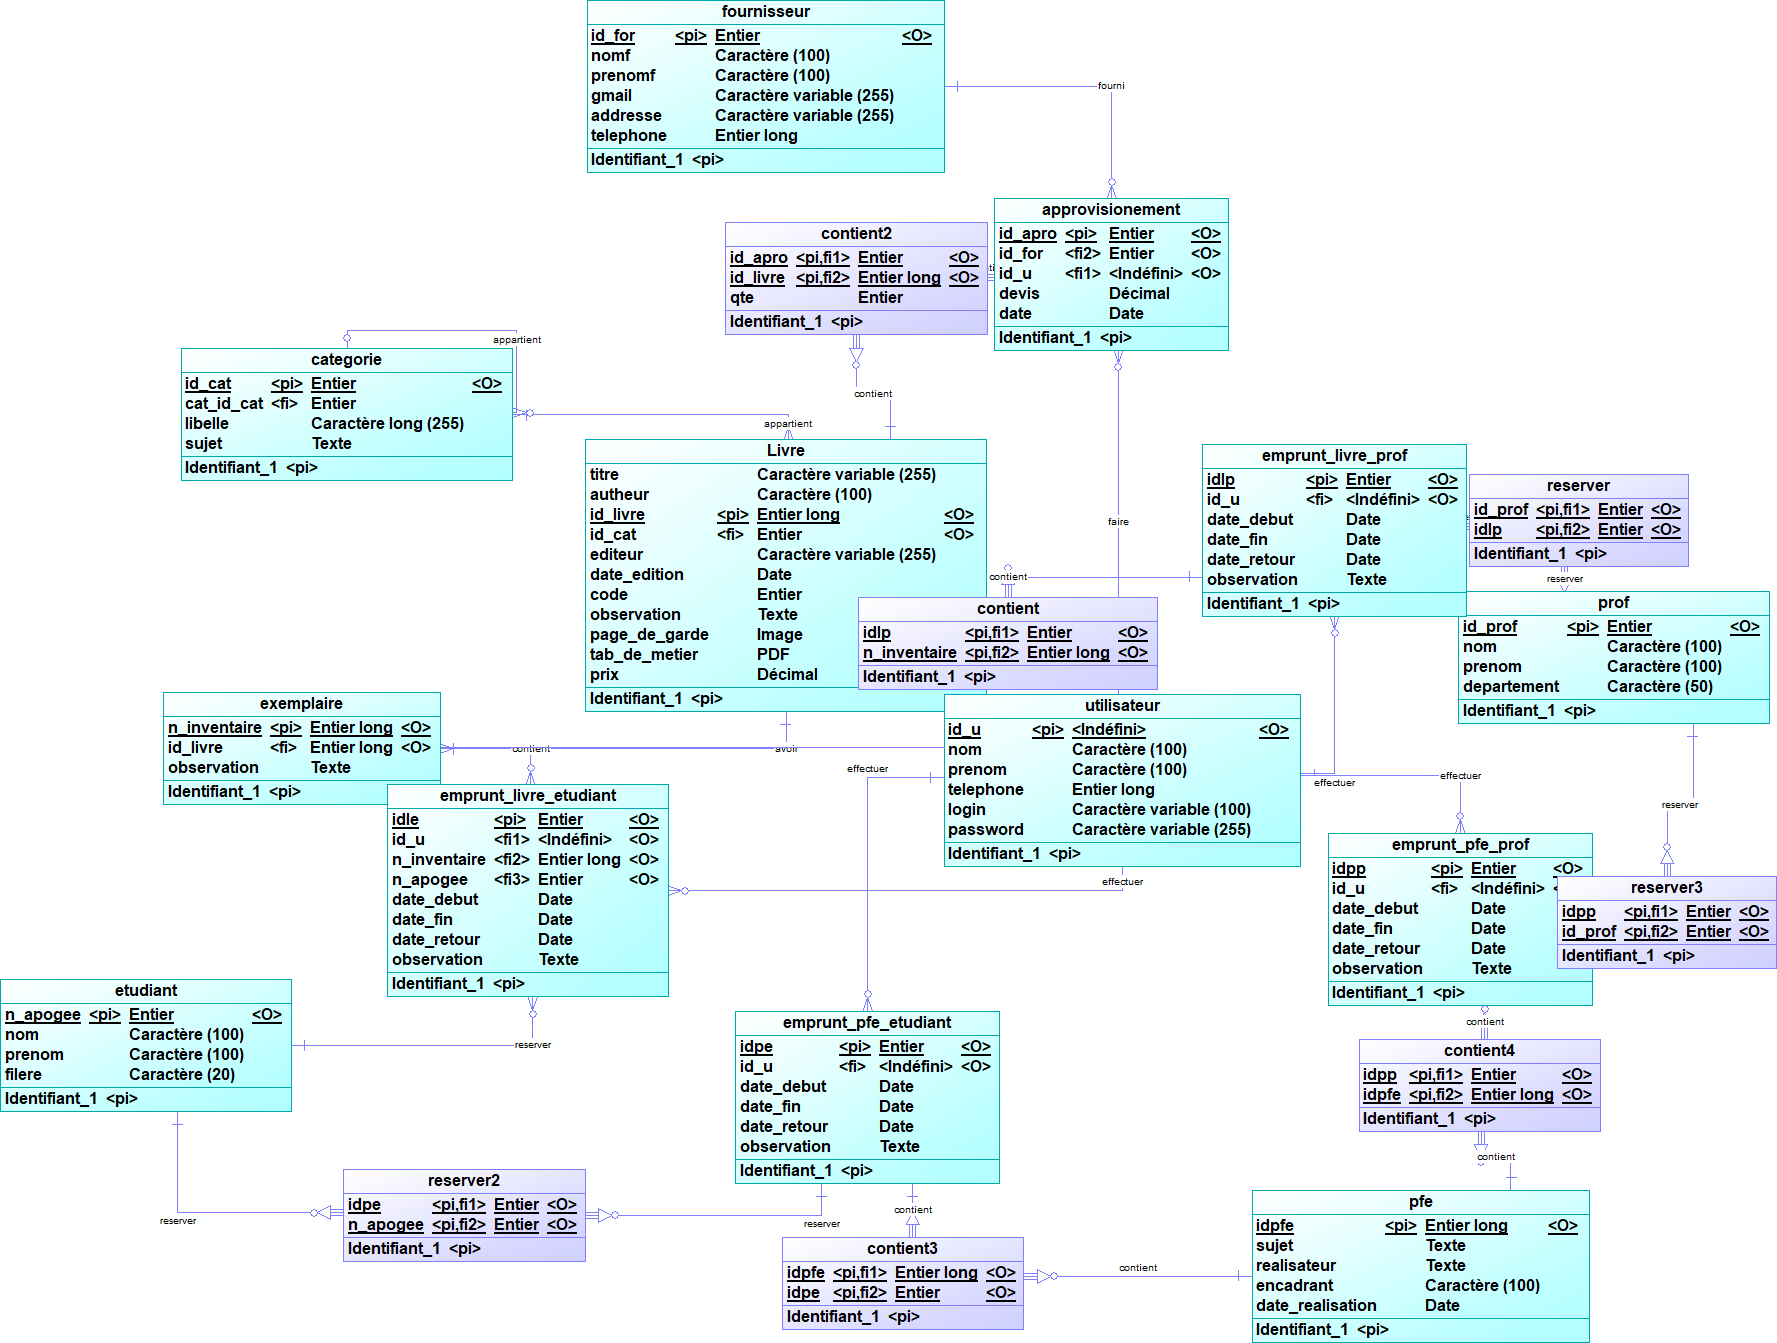 fournisseur
id_for <pi> Entier <O>
nomf Caractère (100)
prenomf Caractère (100)
gmail Caractère variable (255)
addresse Caractère variable (255)
telephone Entier long
Identifiant_1 <pi>
fourni
approvisionement
id_apro <pi> Entier <O>
id_for <fi2> Entier <O>
id_u <fi1> <Indéfini> <O>
devis Décimal
date Date
Identifiant_1 <pi>
contient2
id_apro <pi,fi1> Entier <O>
id_livre <pi,fi2> Entier long <O>
qte Entier
Identifiant_1 <pi>
contient
appartient
categorie
id_cat <pi> Entier <O>
cat_id_cat <fi> Entier
libelle Caractère long (255)
sujet Texte
Identifiant_1 <pi>
appartient
Livre
titre Caractère variable (255)
autheur Caractère (100)
id_livre <pi> Entier long <O>
id_cat <fi> Entier <O>
editeur Caractère variable (255)
date_edition Date
code Entier
observation Texte
page_de_garde Image
tab_de_metier PDF
prix Décimal
Identifiant_1 <pi>
faire
emprunt_livre_prof
idlp <pi> Entier <O>
id_u <fi> <Indéfini> <O>
date_debut Date
date_fin Date
date_retour Date
observation Texte
Identifiant_1 <pi>
reserver
id_prof <pi,fi1> Entier <O>
idlp <pi,fi2> Entier <O>
Identifiant_1 <pi>
reserver
contient
contient
idlp <pi,fi1> Entier <O>
n_inventaire <pi,fi2> Entier long <O>
Identifiant_1 <pi>
prof
id_prof <pi> Entier <O>
nom Caractère (100)
prenom Caractère (100)
departement Caractère (50)
Identifiant_1 <pi>
exemplaire
n_inventaire <pi> Entier long <O>
id_livre <fi> Entier long <O>
observation Texte
Identifiant_1 <pi>
contient
avoir
utilisateur
id_u <pi> <Indéfini> <O>
nom Caractère (100)
prenom Caractère (100)
telephone Entier long
login Caractère variable (100)
password Caractère variable (255)
Identifiant_1 <pi>
effectuer
effectuer
effectuer
effectuer
reserver
emprunt_livre_etudiant
idle <pi> Entier <O>
id_u <fi1> <Indéfini> <O>
n_inventaire <fi2> Entier long <O>
n_apogee <fi3> Entier <O>
date_debut Date
date_fin Date
date_retour Date
observation Texte
Identifiant_1 <pi>
emprunt_pfe_prof
idpp <pi> Entier <O>
id_u <fi> <Indéfini> <
date_debut Date
date_fin Date
date_retour Date
observation Texte
Identifiant_1 <pi>
reserver3
idpp <pi,fi1> Entier <O>
id_prof <pi,fi2> Entier <O>
Identifiant_1 <pi>
etudiant
n_apogee <pi> Entier <O>
nom Caractère (100)
prenom Caractère (100)
filere Caractère (20)
Identifiant_1 <pi>
reserver
emprunt_pfe_etudiant
idpe <pi> Entier <O>
id_u <fi> <Indéfini> <O>
date_debut Date
date_fin Date
date_retour Date
observation Texte
Identifiant_1 <pi>
contient
contient4
idpp <pi,fi1> Entier <O>
idpfe <pi,fi2> Entier long <O>
Identifiant_1 <pi>
contient
reserver2
idpe <pi,fi1> Entier <O>
n_apogee <pi,fi2> Entier <O>
Identifiant_1 <pi>
reserver
reserver
contient
contient3
idpfe <pi,fi1> Entier long <O>
idpe <pi,fi2> Entier <O>
Identifiant_1 <pi>
contient
pfe
idpfe <pi> Entier long <O>
sujet Texte
realisateur Texte
encadrant Caractère (100)
date_realisation Date
Identifiant_1 <pi>